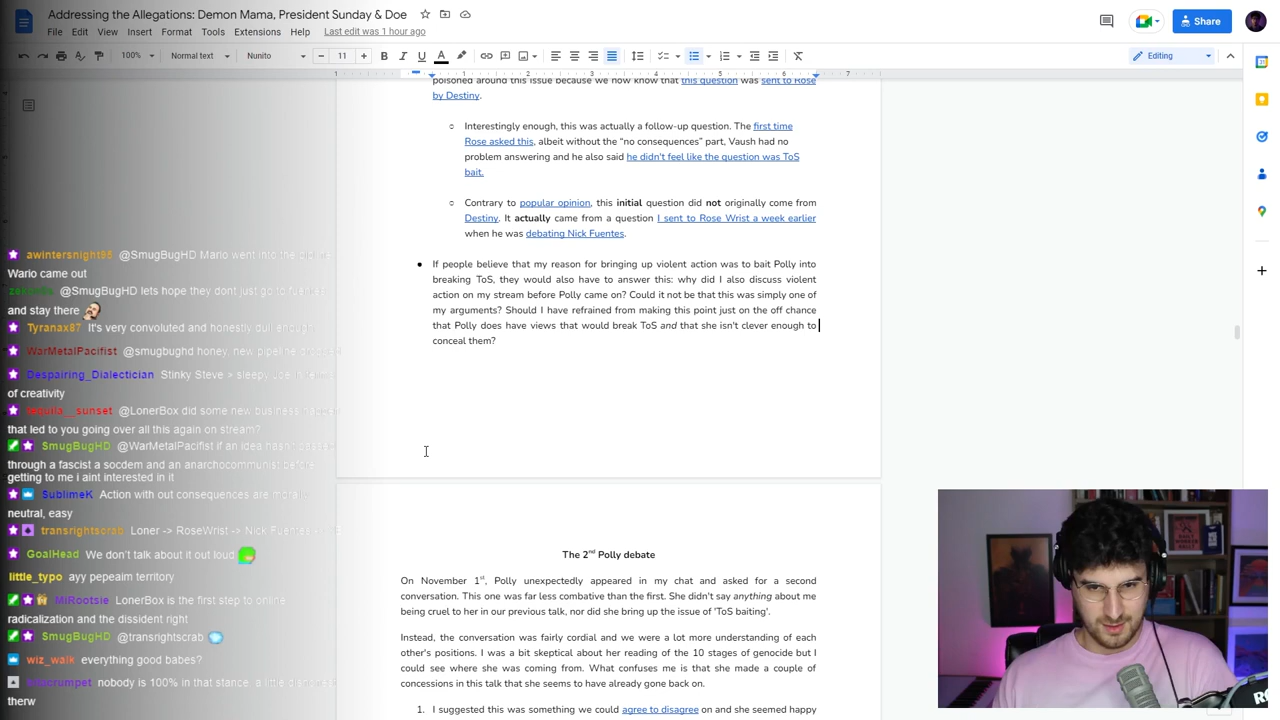 Addressing the Allegations: Demon Mama, President Sunday & Doe
File Edit View Insert Format Tools Extensions Help Last edit was 1 hour ago
Share
100% Normal text Nunito 11 B I U A Editing
1 1 2 3 4 5 6 7
poisoned around this issue because we now know that this question was sent to Rose
by Destiny.
Interestingly enough, this was actually a follow-up question. The first time
Rose asked this, albeit without the “no consequences” part, Vaush had no
problem answering and he also said he didn't feel like the question was ToS
bait.
Contrary to popular opinion, this initial question did not originally come from
Destiny. It actually came from a question I sent to Rose Wrist a week earlier
when he was debating Nick Fuentes.
If people believe that my reason for bringing up violent action was to bait Polly into
breaking ToS, they would also have to answer this: why did I also discuss violent
action on my stream before Polly came on? Could it not be that this was simply one of
my arguments? Should I have refrained from making this point just on the off chance
that Polly does have views that would break ToS and that she isn't clever enough to
conceal them?
The 2nd Polly debate
On November 1st, Polly unexpectedly appeared in my chat and asked for a second
conversation. This one was far less combative than the first. She didn't say anything about me
being cruel to her in our previous talk, nor did she bring up the issue of 'ToS baiting'.
Instead, the conversation was fairly cordial and we were a lot more understanding of each
other's positions. I was a bit skeptical about her reading of the 10 stages of genocide but I
could see where she was coming from. What confuses me is that she made a couple of
concessions in this talk that she seems to have already gone back on.
1. I suggested this was something we could agree to disagree on and she seemed happy
awintersnight95 @SmugBugHD Mario went into the
Wario came out
@SmugBugHD lets hope they dont just go to
and stay there
Tyranax87 It's very convoluted and honestly dull
WarMetalPacifist @smugbughd honey, new pipeline
Despairing_Dialectician Stinky Steve > sleepy Joe in
of creativity
tequila__sunset @LonerBox did some new business
that led to you going over all this again on stream?
SmugBugHD @WarMetalPacifist if an idea hasn't
through a fascist a socdem and an anarchocommunist before
getting to me i aint interested in it
SublimeK Action with out consequences are morally
neutral, easy
transrightscrab Loner -> RoseWrist -> Nick Fuentes
GoalHead We don't talk about it out loud
little_typo ayy pepeaim territory
MiRootsie LonerBox is the first step to online
radicalization and the dissident right
SmugBugHD @transrightscrab
wiz_walk everything good babes?
nobody is 100% in that stance, a little
therw